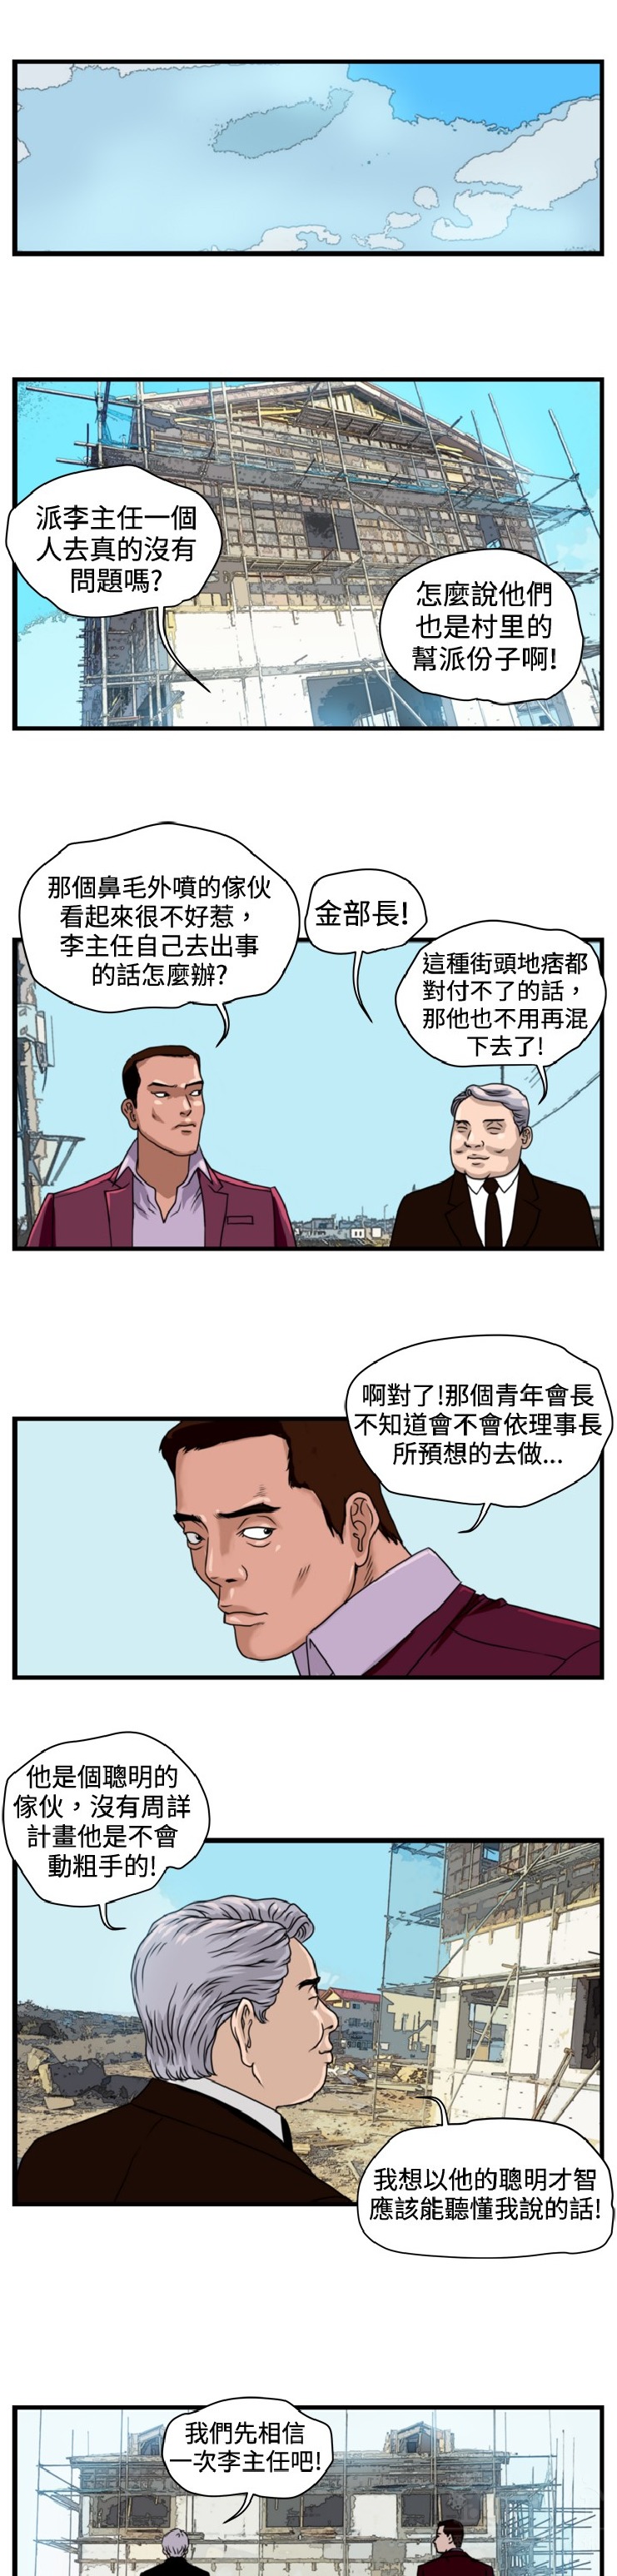 派李主任一個
人去真的沒有
問題嗎?
怎麼說他們
也是村里的
幫派份子啊!
那個鼻毛外噴的傢伙
看起來很不好惹，
李主任自己去出事
的話怎麼辦?
金部長!
這種街頭地痞都
對付不了的話，
那他也不用再混
下去了!
啊對了!那個青年會長
不知道會不會依理事長
所預想的去做...
他是個聰明的
傢伙，沒有周詳
計畫他是不會
動粗手的!
我想以他的聰明才智
應該能聽懂我說的話!
我們先相信
一次李主任吧!